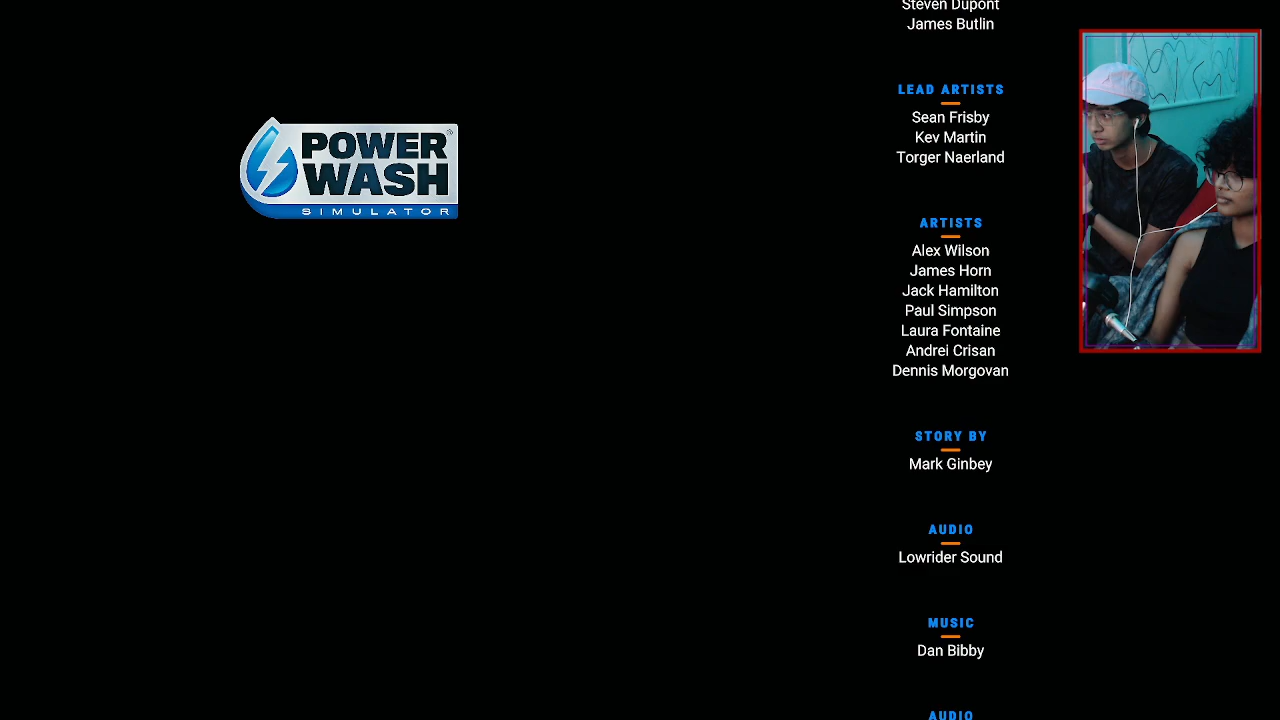 POWER
WASH
SIMULATOR
Steven Dupont
James Butlin
LEAD ARTISTS
Sean Frisby
Kev Martin
Torger Naerland
ARTISTS
Alex Wilson
James Horn
Jack Hamilton
Paul Simpson
Laura Fontaine
Andrei Crisan
Dennis Morgovan
STORY BY
Mark Ginbey
AUDIO
Lowrider Sound
MUSIC
Dan Bibby
AUDIO